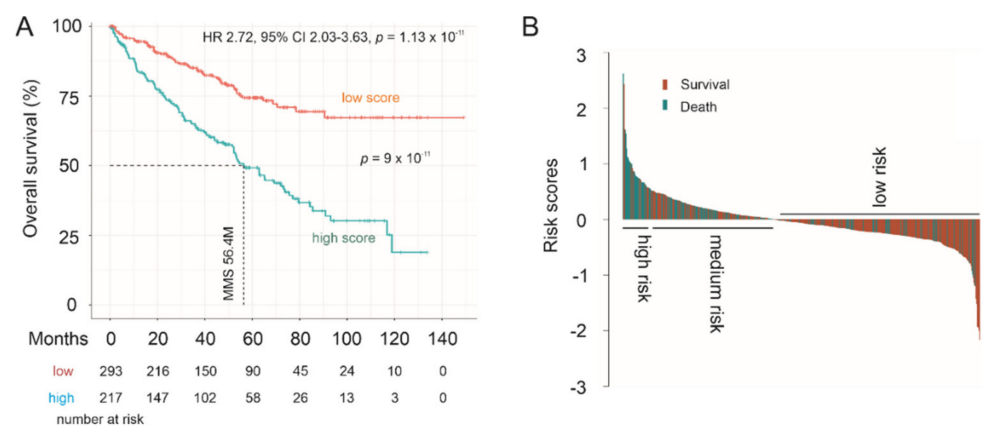 A
HR 2.72, 95% CI 2.03-3.63, p = 1.13 x 10⁻¹¹
Overall survival (%)
100
75
50
25
0
low score
p = 9 x 10⁻¹¹
high score
MMS 56.4M
Months 0 20 40 60 80 100 120 140
low 293 216 150 90 45 24 10 0
high 217 147 102 58 26 13 3 0
number at risk
B
Risk scores
3
2
1
0
-1
-2
-3
Survival
Death
high risk
medium risk
low risk